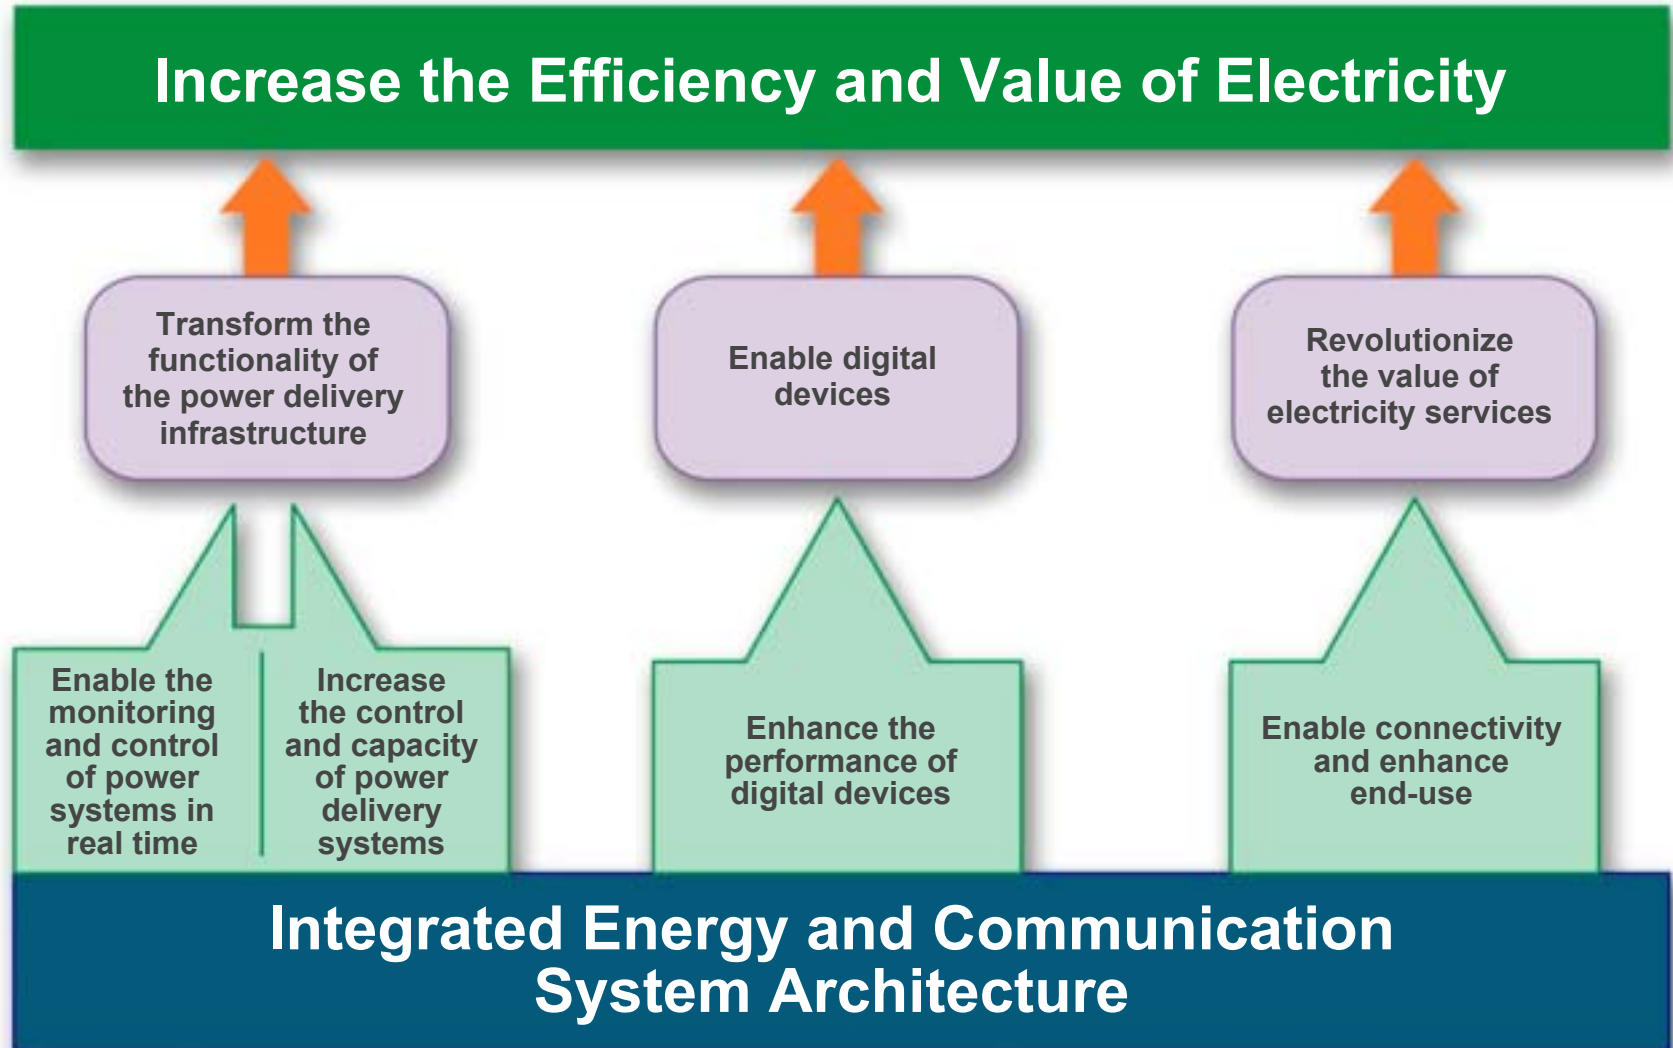 Increase the Efficiency and Value of Electricity
Transform the
functionality of
the power delivery
infrastructure
Enable digital
devices
Revolutionize
the value of
electricity services
Enable the
monitoring
and control
of power
systems in
real time
Increase
the control
and capacity
of power
delivery
systems
Enhance the
performance of
digital devices
Enable connectivity
and enhance
end-use
Integrated Energy and Communication
System Architecture